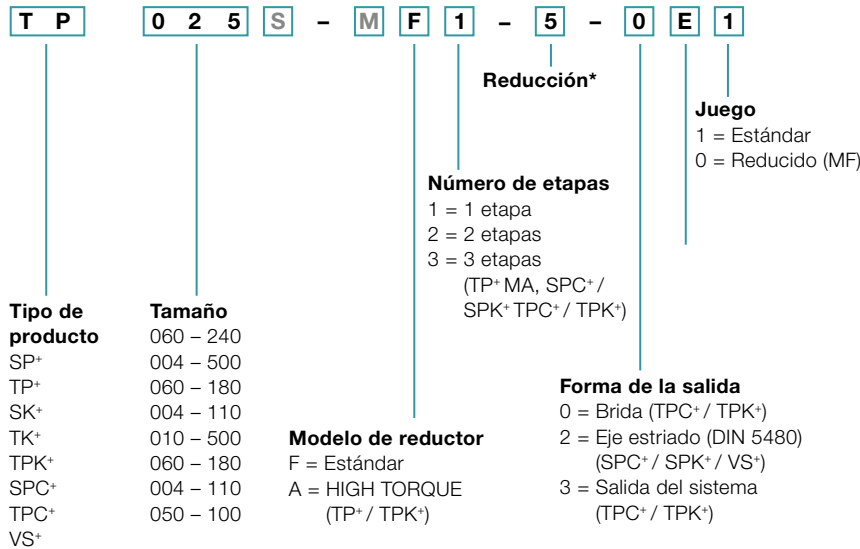 T P 0 2 5 S – M F 1 – 5 – 0 E 1
Reducción*
Juego
1 = Estándar
0 = Reducido (MF)
Número de etapas
1 = 1 etapa
2 = 2 etapas
3 = 3 etapas
(TP+ MA, SPC+ /
SPK+ TPC+ / TPK+)
Tipo de
producto
SP+
TP+
SK+
TK+
TPK+
SPC+
TPC+
VS+
Tamaño
060 – 240
004 – 500
060 – 180
004 – 110
010 – 500
060 – 180
004 – 110
050 – 100
Modelo de reductor
F = Estándar
A = HIGH TORQUE
(TP+ / TPK+)
Forma de la salida
0 = Brida (TPC+ / TPK+)
2 = Eje estriado (DIN 5480)
(SPC+ / SPK+ / VS+)
3 = Salida del sistema
(TPC+ / TPK+)